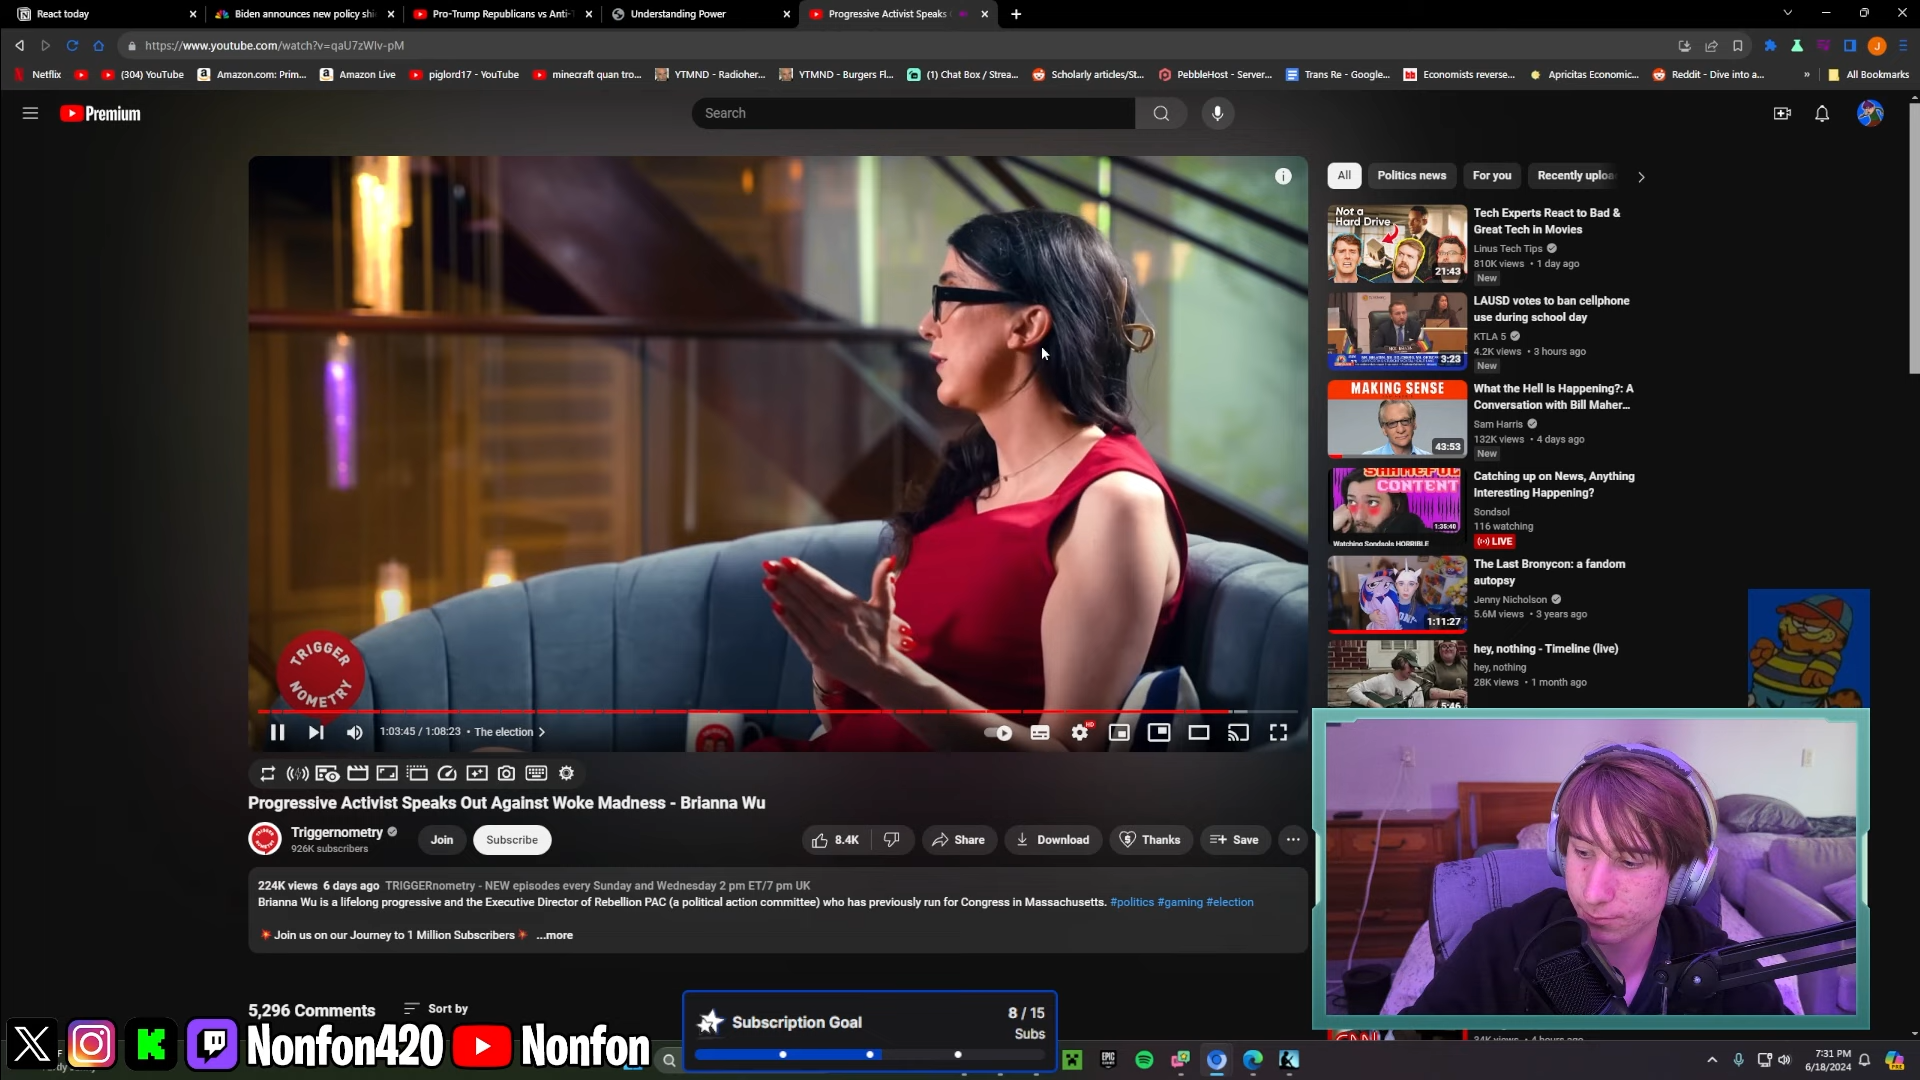 React today
Biden announces new policy shi
Pro-Trump Republicans vs Anti-T
Understanding Power
Progressive Activist Speaks
https://www.youtube.com/watch?v=qaU7zWlv-pM
J
Netflix
(304) YouTube
Amazon.com: Prim...
Amazon Live
piglord17 - YouTube
minecraft quan tro...
YTMND - Radioher...
YTMND - Burgers Fl...
(1) Chat Box / Strea...
Scholarly articles/St...
PebbleHost - Server...
Trans Re - Google...
Economists reverse...
Apricitas Economic...
Reddit - Dive into a...
»
All Bookmarks
Premium
Search
All
Politics news
For you
Recently uploa
Not a
Hard Drive
21:43
Tech Experts React to Bad &
Great Tech in Movies
Linus Tech Tips
810K views • 1 day ago
New
3:23
LAUSD votes to ban cellphone
use during school day
KTLA 5
4.2K views • 3 hours ago
New
MAKING SENSE
43:53
What the Hell Is Happening?: A
Conversation with Bill Maher...
Sam Harris
132K views • 4 days ago
New
SHAMEFUL
CONTENT
1:35:40
Watching Sondsols HORRIBLE
Catching up on News, Anything
Interesting Happening?
Sondsol
116 watching
LIVE
1:11:27
The Last Bronycon: a fandom
autopsy
Jenny Nicholson
5.6M views • 3 years ago
5:46
hey, nothing - Timeline (live)
hey, nothing
28K views • 1 month ago
TRIGGER
NOMETRY
1:03:45 / 1:08:23 • The election
HD
Progressive Activist Speaks Out Against Woke Madness - Brianna Wu
Triggernometry
926K subscribers
Join
Subscribe
8.4K
Share
Download
Thanks
Save
224K views 6 days ago TRIGGERnometry - NEW episodes every Sunday and Wednesday 2 pm ET/7 pm UK
Brianna Wu is a lifelong progressive and the Executive Director of Rebellion PAC (a political action committee) who has previously run for Congress in Massachusetts. #politics #gaming #election
Join us on our Journey to 1 Million Subscribers ...more
5,296 Comments
Sort by
Nonfon420
Nonfon
Subscription Goal
8 / 15
Subs
EPIC
7:31 PM
6/18/2024